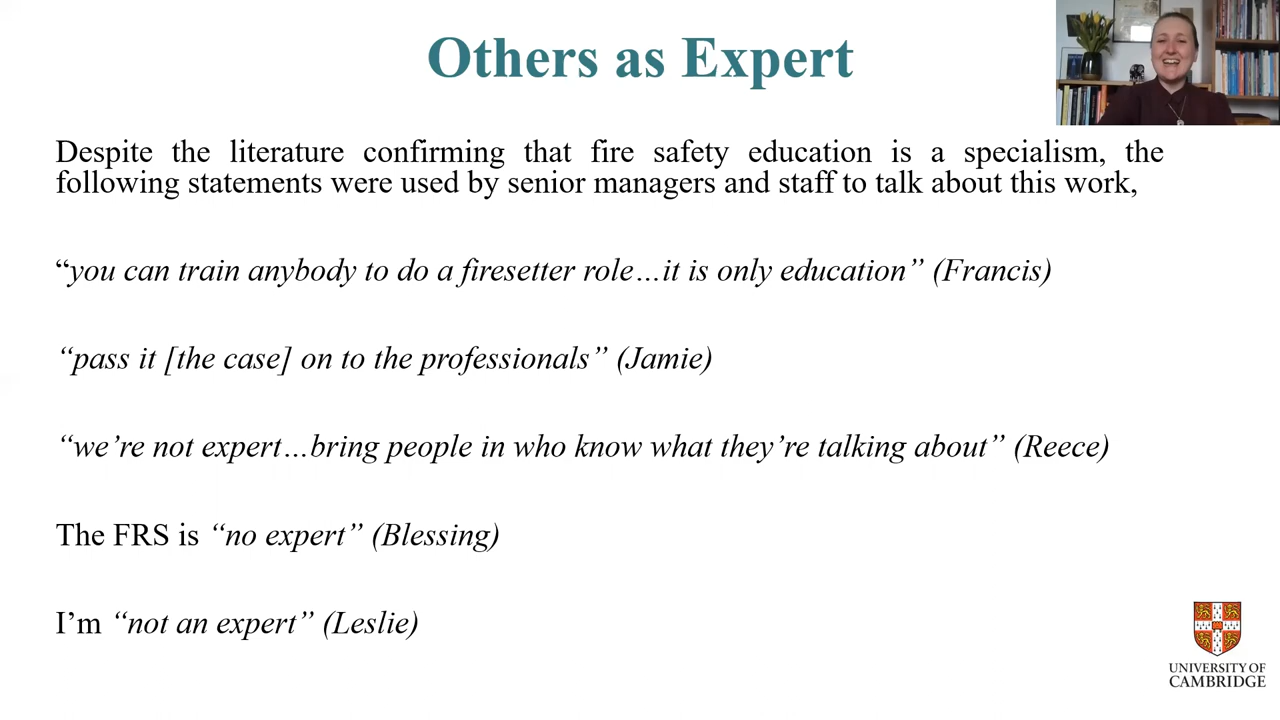 Others as Expert
Despite the literature confirming that fire safety education is a specialism, the
following statements were used by senior managers and staff to talk about this work,
“you can train anybody to do a firesetter role…it is only education” (Francis)
“pass it [the case] on to the professionals” (Jamie)
“we’re not expert…bring people in who know what they’re talking about” (Reece)
The FRS is “no expert” (Blessing)
I’m “not an expert” (Leslie)
UNIVERSITY OF
CAMBRIDGE